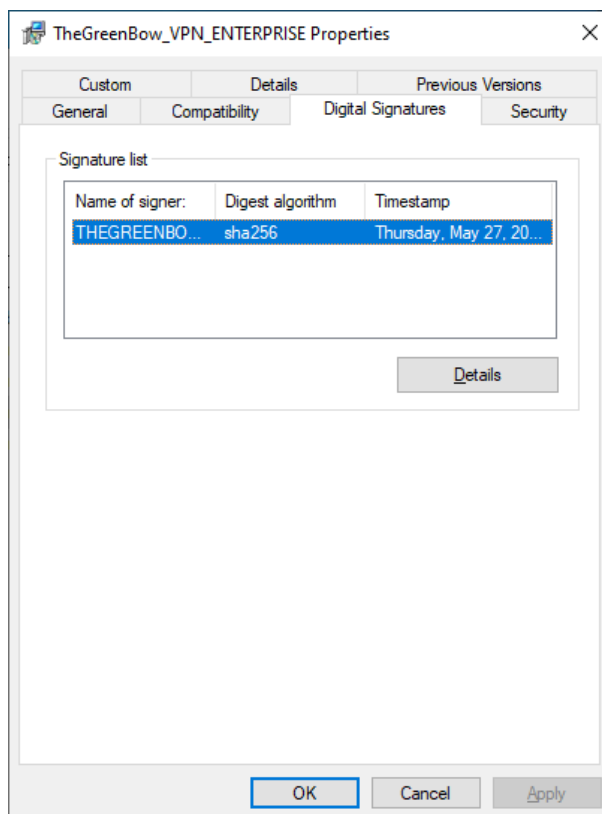 TheGreenBow_VPN_ENTERPRISE Properties
Custom Details Previous Versions
General Compatibility Digital Signatures Security
Signature list
Name of signer: Digest algorithm Timestamp
THEGREENBO... sha256 Thursday, May 27, 20...
Details
OK Cancel Apply